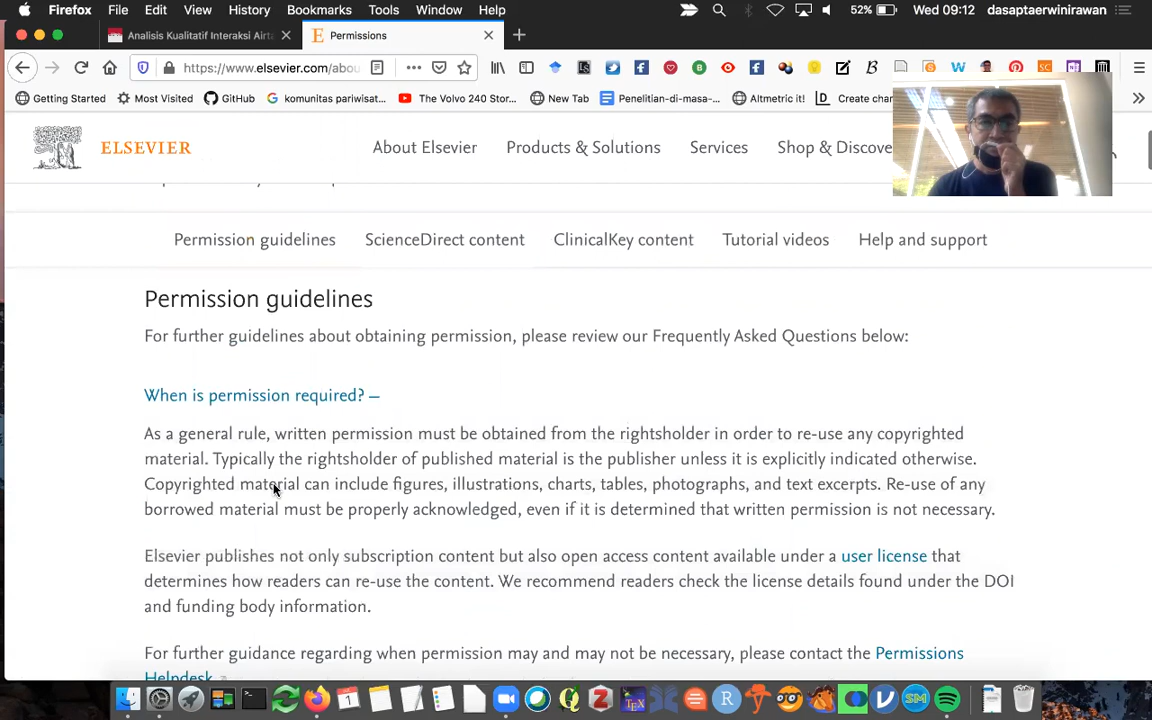 Firefox File Edit View History Bookmarks Tools Window Help 52% Wed 09:12 dasaptaerwinirawan
Analisis Kualitatif Interaksi Airta
Permissions
https://www.elsevier.com/abou
Getting Started Most Visited GitHub komunitas pariwisat... The Volvo 240 Stor... New Tab Penelitian-di-masa-... Altmetric it! Create char
ELSEVIER
About Elsevier Products & Solutions Services Shop & Discove
Permission guidelines ScienceDirect content ClinicalKey content Tutorial videos Help and support
Permission guidelines
For further guidelines about obtaining permission, please review our Frequently Asked Questions below:
When is permission required? —
As a general rule, written permission must be obtained from the rightsholder in order to re-use any copyrighted
material. Typically the rightsholder of published material is the publisher unless it is explicitly indicated otherwise.
Copyrighted material can include figures, illustrations, charts, tables, photographs, and text excerpts. Re-use of any
borrowed material must be properly acknowledged, even if it is determined that written permission is not necessary.
Elsevier publishes not only subscription content but also open access content available under a user license that
determines how readers can re-use the content. We recommend readers check the license details found under the DOI
and funding body information.
For further guidance regarding when permission may and may not be necessary, please contact the Permissions
Helpdesk